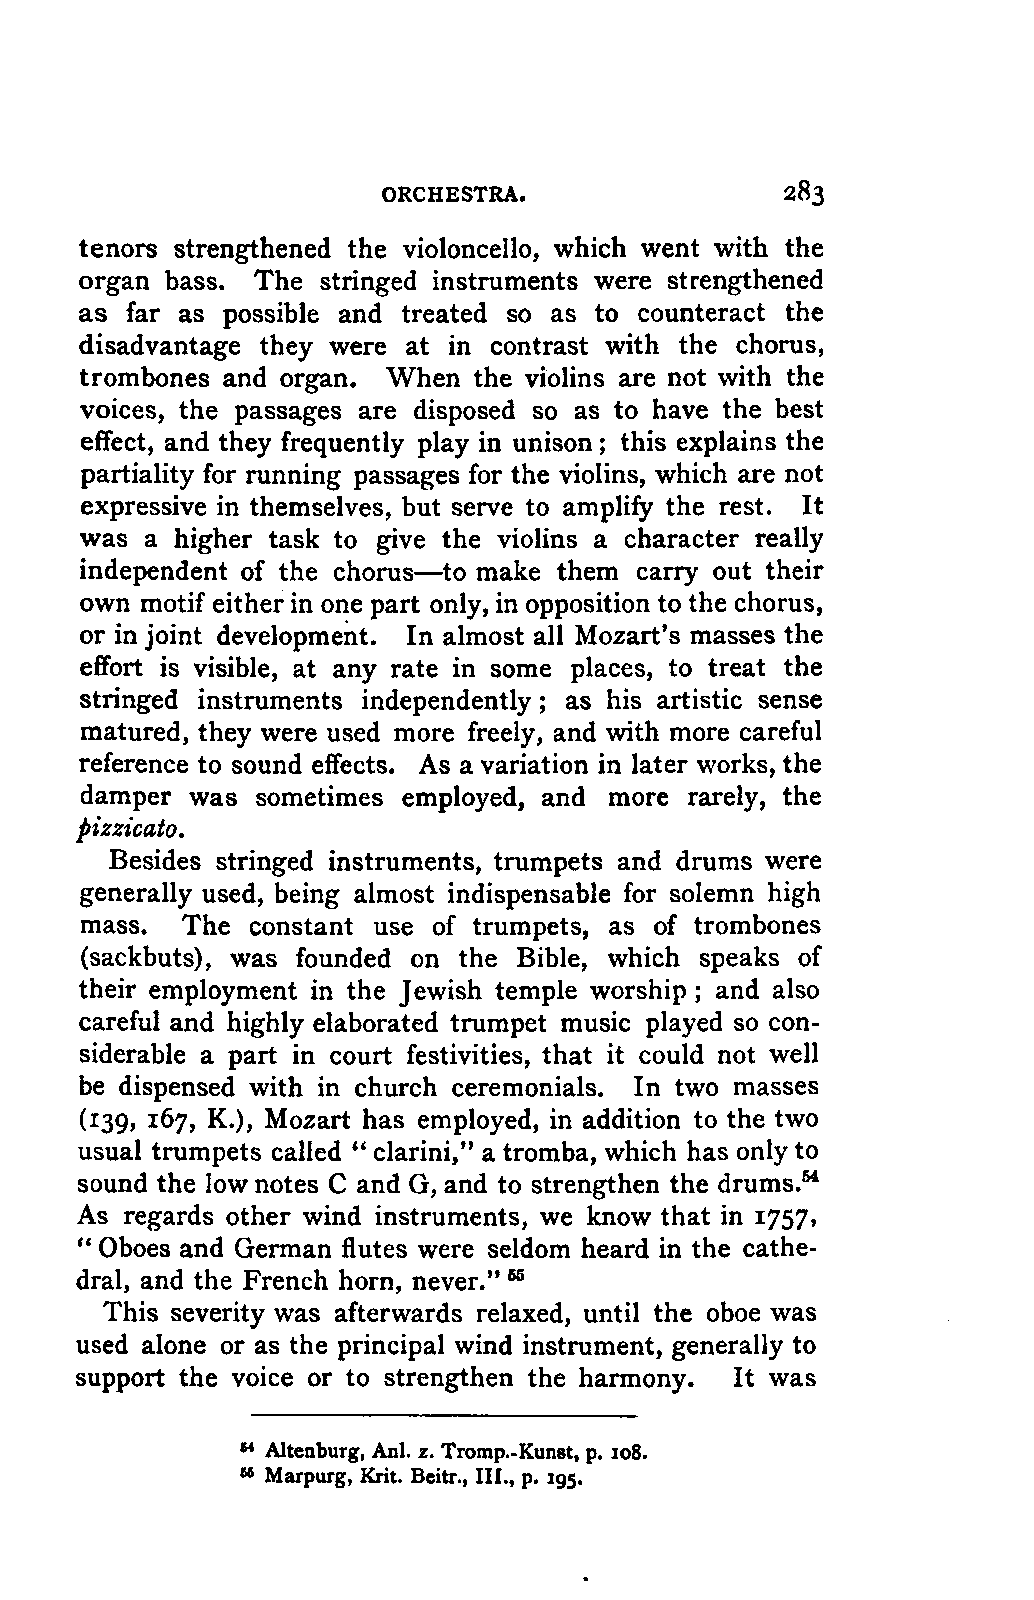 ORCHESTRA. 283
tenors strengthened the violoncello, which went with the
organ bass. The stringed instruments were strengthened
as far as possible and treated so as to counteract the
disadvantage they were at in contrast with the chorus,
trombones and organ. When the violins are not with the
voices, the passages are disposed so as to have the best
effect, and they frequently play in unison; this explains the
partiality for running passages for the violins, which are not
expressive in themselves, but serve to amplify the rest. It
was a higher task to give the violins a character really
independent of the chorus—to make them carry out their
own motif either in one part only, in opposition to the chorus,
or in joint development. In almost all Mozart's masses the
effort is visible, at any rate in some places, to treat the
stringed instruments independently; as his artistic sense
matured, they were used more freely, and with more careful
reference to sound effects. As a variation in later works, the
damper was sometimes employed, and more rarely, the
pizzicato.
Besides stringed instruments, trumpets and drums were
generally used, being almost indispensable for solemn high
mass. The constant use of trumpets, as of trombones
(sackbuts), was founded on the Bible, which speaks of
their employment in the Jewish temple worship; and also
careful and highly elaborated trumpet music played so con-
siderable a part in court festivities, that it could not well
be dispensed with in church ceremonials. In two masses
(139, 167, K.), Mozart has employed, in addition to the two
usual trumpets called "clarini," a tromba, which has only to
sound the low notes C and G, and to strengthen the drums.⁵⁴
As regards other wind instruments, we know that in 1757,
"Oboes and German flutes were seldom heard in the cathe-
dral, and the French horn, never." ⁵⁵
This severity was afterwards relaxed, until the oboe was
used alone or as the principal wind instrument, generally to
support the voice or to strengthen the harmony. It was
⁵⁴ Altenburg, Anl. z. Tromp.-Kunst, p. 108.
⁵⁵ Marpurg, Krit. Beitr., III., p. 195.